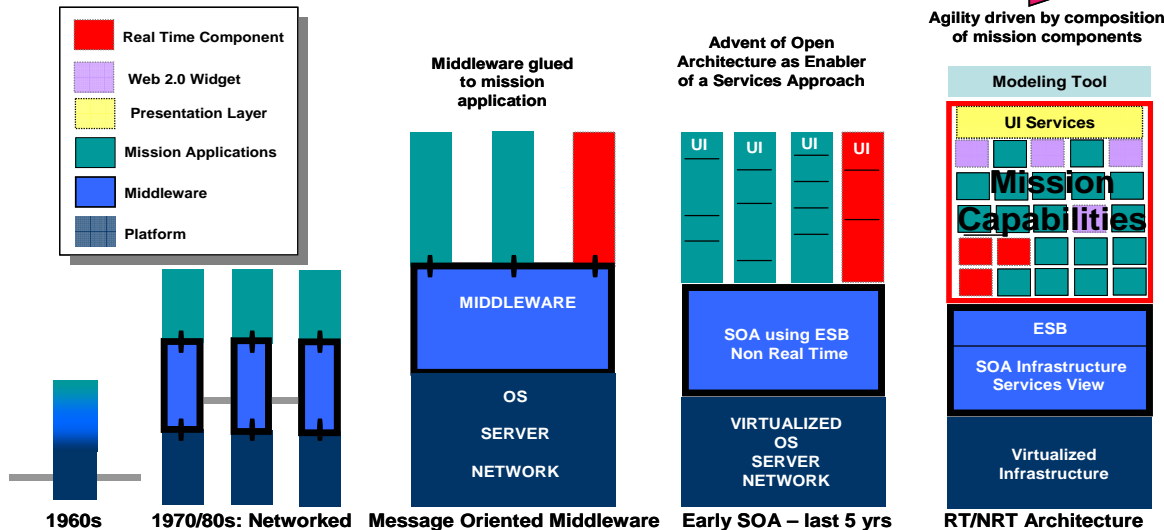 Real Time Component
Web 2.0 Widget
Presentation Layer
Mission Applications
Middleware
Platform
1960s
1970/80s: Networked
Middleware glued
to mission
application
MIDDLEWARE
OS
SERVER
NETWORK
Message Oriented Middleware
Advent of Open
Architecture as Enabler
of a Services Approach
UI
UI
UI
UI
SOA using ESB
Non Real Time
VIRTUALIZED
OS
SERVER
NETWORK
Early SOA – last 5 yrs
Agility driven by composition
of mission components
Modeling Tool
UI Services
Mission
Capabilities
ESB
SOA Infrastructure
Services View
Virtualized
Infrastructure
RT/NRT Architecture